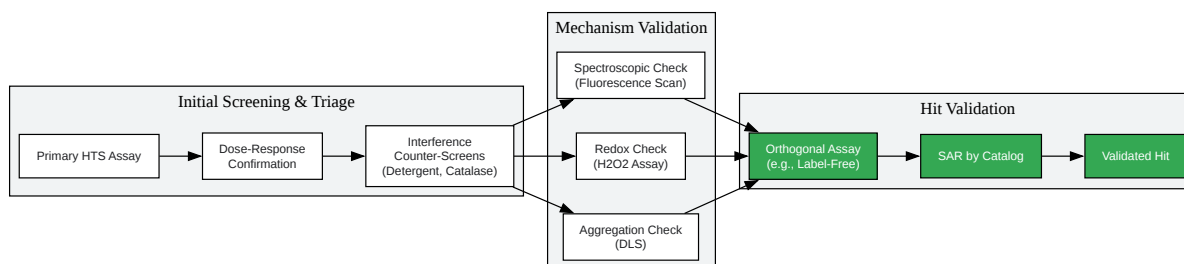 Initial Screening & Triage
Primary HTS Assay
Dose-Response
Confirmation
Interference
Counter-Screens
(Detergent, Catalase)
Mechanism Validation
Spectroscopic Check
(Fluorescence Scan)
Redox Check
(H2O2 Assay)
Aggregation Check
(DLS)
Hit Validation
Orthogonal Assay
(e.g., Label-Free)
SAR by Catalog
Validated Hit